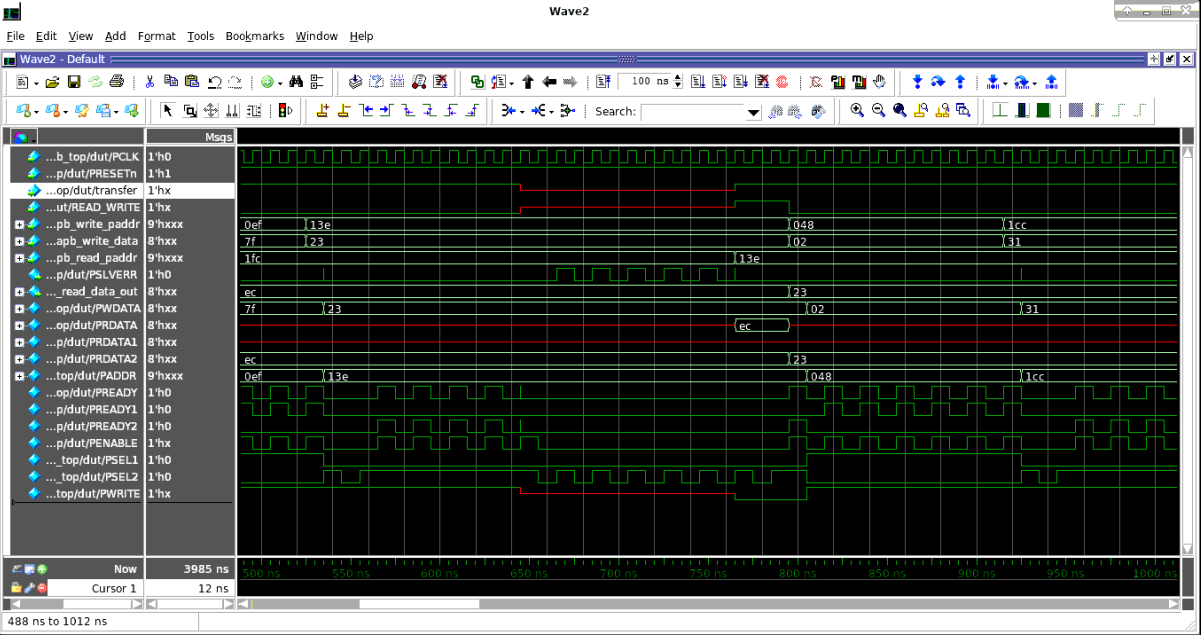 Wave2
File Edit View Add Format Tools Bookmarks Window Help
Wave2 - Default
100 ns
Search:
Msgs
...b_top/dut/PCLK 1'h0
...p/dut/PRESETn 1'h1
...op/dut/transfer 1'hx
...ut/READ_WRITE 1'hx
...pb_write_paddr 9'hxxx 0ef 13e 048 1cc
...apb_write_data 8'hxx 7f 23 02 31
...pb_read_paddr 9'hxxx 1fc 13e
...p/dut/PSLVERR 1'h0
..._read_data_out 8'hxx ec 23
...op/dut/PWDATA 8'hxx 7f 23 02 31
...op/dut/PRDATA 8'hxx ec
...p/dut/PRDATA1 8'hxx
...p/dut/PRDATA2 8'hxx ec 23
...top/dut/PADDR 9'hxxx 0ef 13e 048 1cc
...op/dut/PREADY 1'h0
...p/dut/PREADY1 1'h0
...p/dut/PREADY2 1'h0
...p/dut/PENABLE 1'hx
..._top/dut/PSEL1 1'h0
..._top/dut/PSEL2 1'h0
...top/dut/PWRITE 1'hx
Now 3985 ns 500 ns 550 ns 600 ns 650 ns 700 ns 750 ns 800 ns 850 ns 900 ns 950 ns 1000 ns
Cursor 1 12 ns
488 ns to 1012 ns